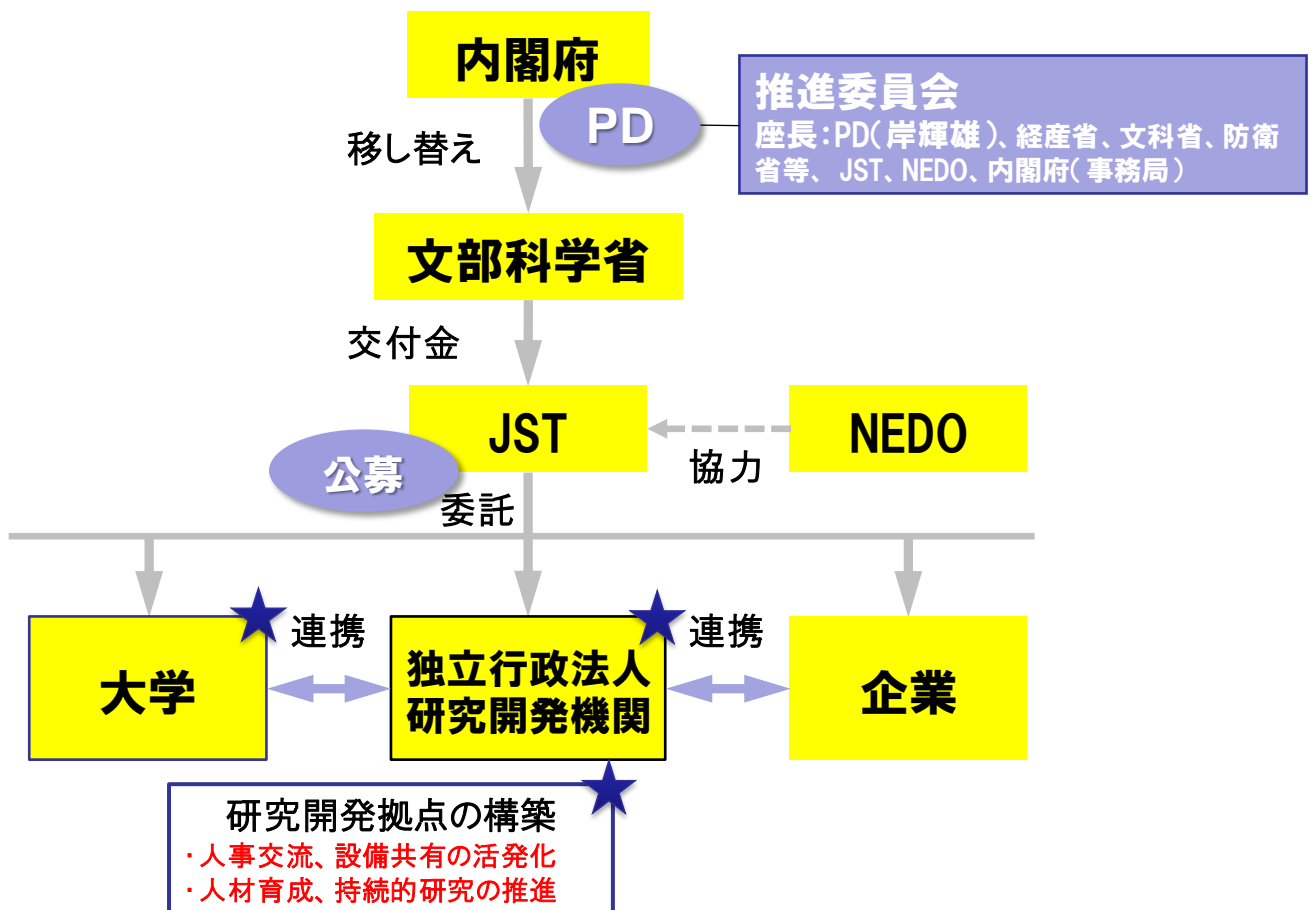 内閣府
PD
推進委員会
座長：PD（岸輝雄）、経産省、文科省、防衛
省等、JST、NEDO、内閣府（事務局）
移し替え
文部科学省
交付金
JST
NEDO
協力
公募
委託
連携
連携
大学
独立行政法人
研究開発機関
企業
研究開発拠点の構築
・人事交流、設備共有の活発化
・人材育成、持続的研究の推進